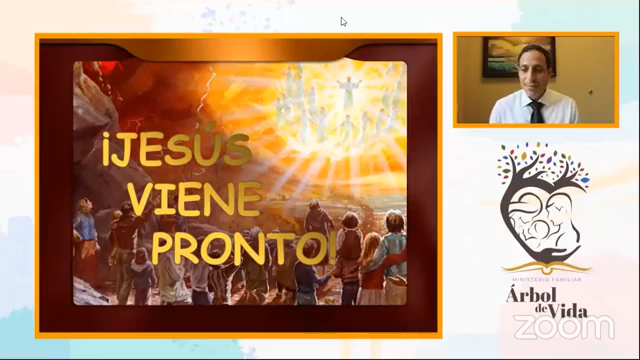 ¡JESÚS
VIENE
PRONTO!
MINISTERIO FAMILIAR
Árbol
de Vida
zoom